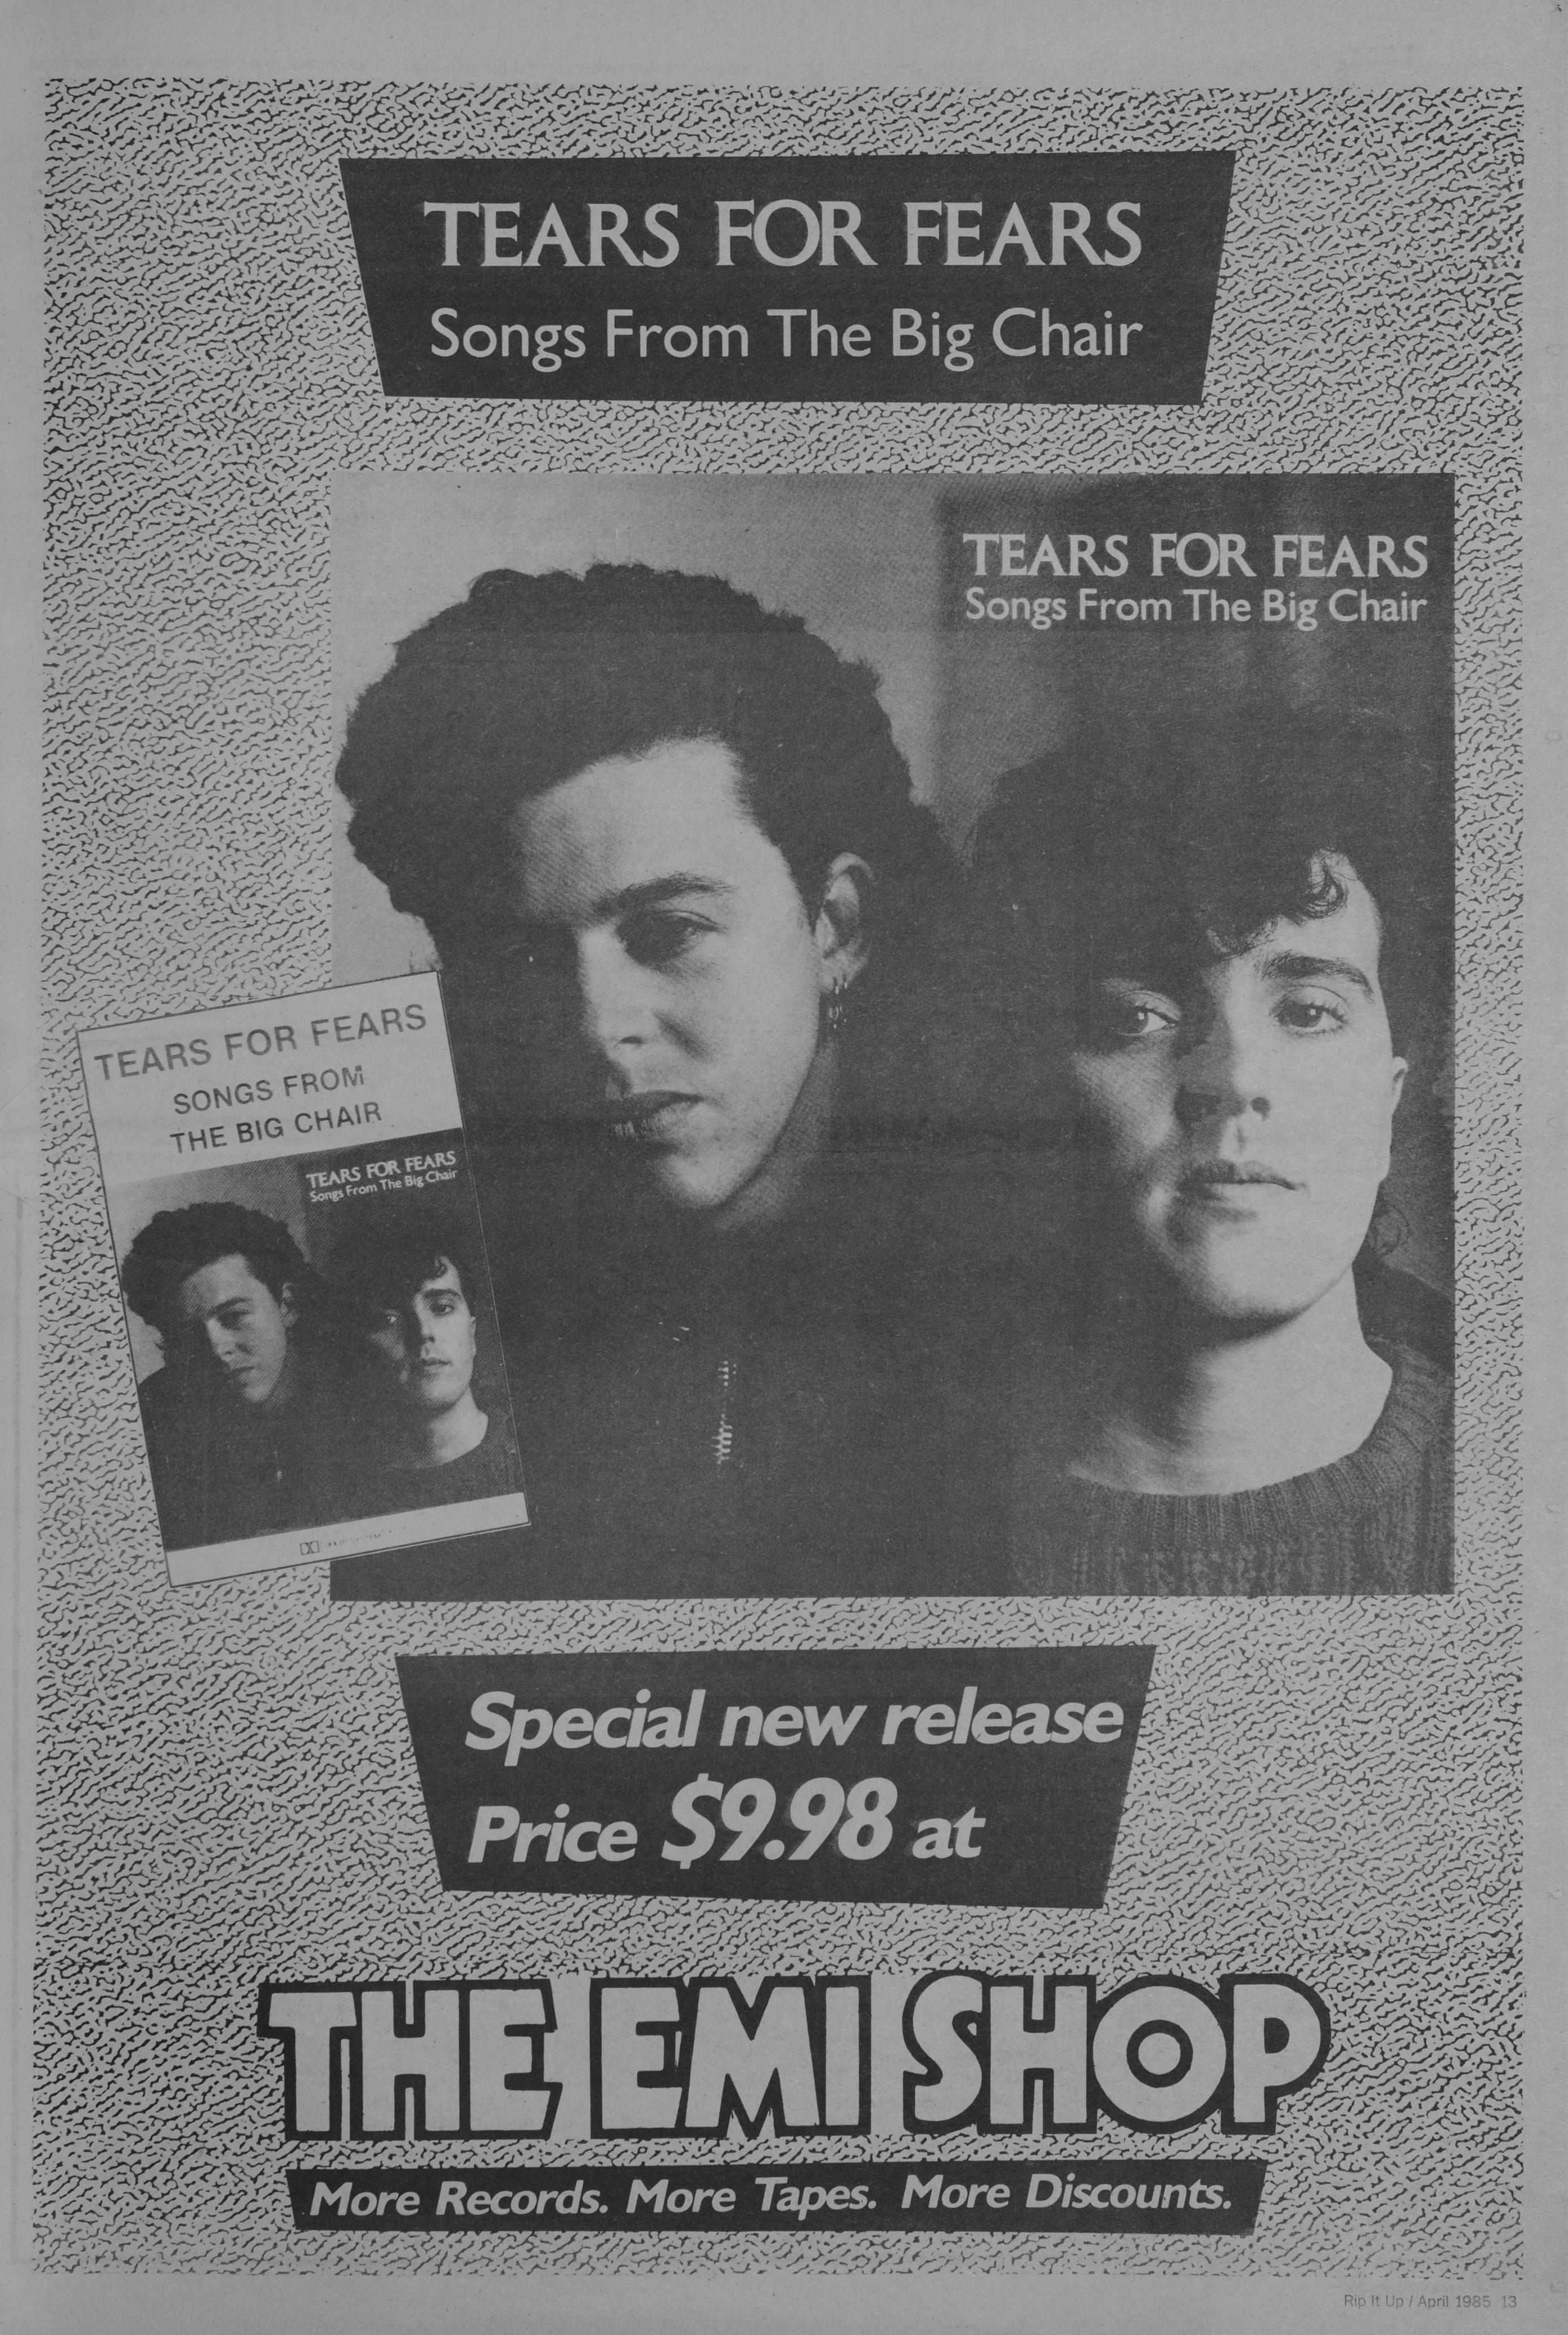 TEARS FOR FEARS
Songs From The Big Chair
TEARS FOR FEARS
Songs From The Big Chair
TEARS FOR FEARS
SONGS FROM
THE BIG CHAIR
TEARS FOR FEARS
Songs From The Big Chair
Special new release
Price $9.98 at
THE EMI SHOP
More Records. More Tapes. More Discounts.
Rip It Up / April 1985 13